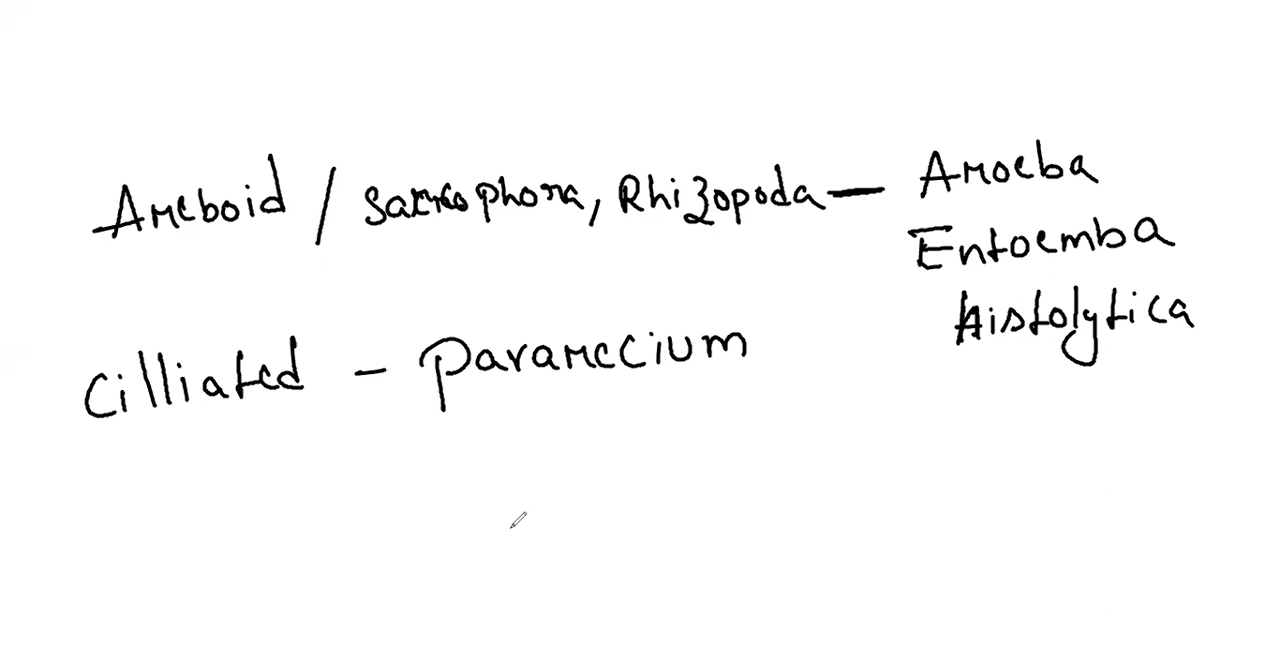 Ameboid / Sarcophora, Rhizopoda — Amoeba
Entoemba
histolytica
Cilliated - Paramecium